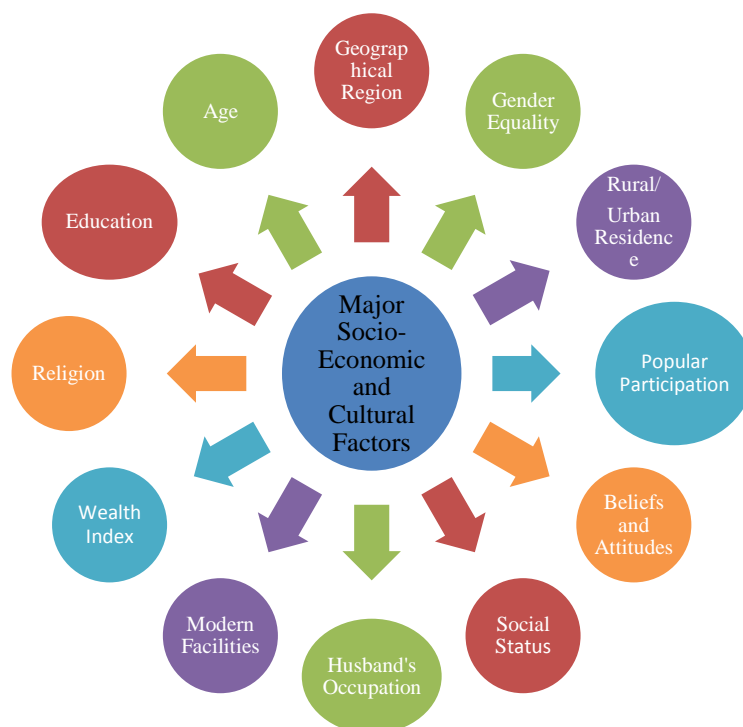 Geograp
hical
Region
Gender
Equality
Rural/
Urban
Residenc
e
Popular
Participation
Beliefs
and
Attitudes
Social
Status
Husband's
Occupation
Modern
Facilities
Wealth
Index
Religion
Education
Age
Major
Socio-
Economic
and
Cultural
Factors